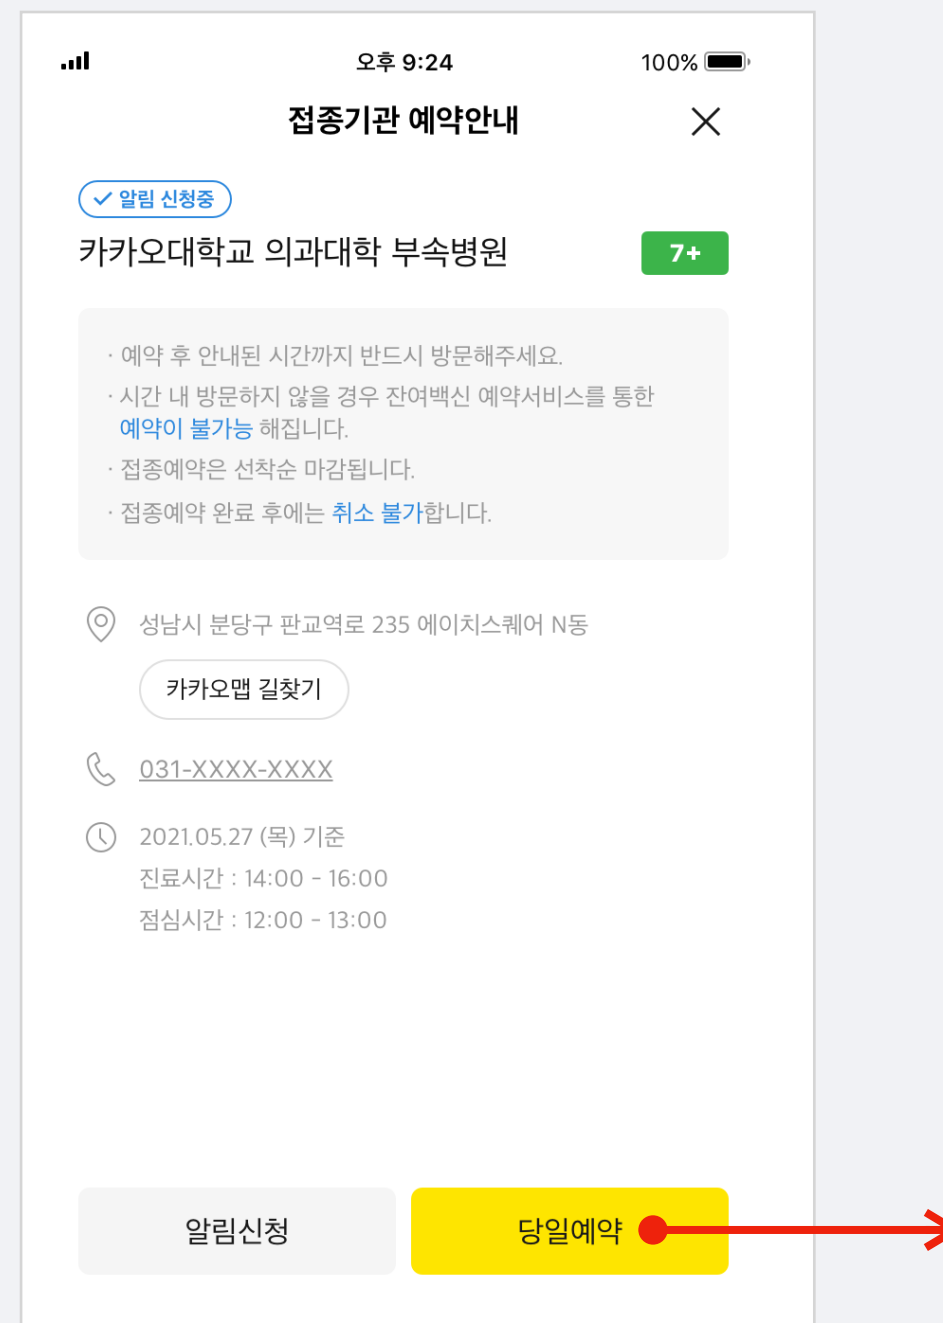 오후 9:24
100%
접종기관 예약안내
알림 신청중
카카오대학교 의과대학 부속병원
7+
· 예약 후 안내된 시간까지 반드시 방문해주세요.
· 시간 내 방문하지 않을 경우 잔여백신 예약서비스를 통한
예약이 불가능 해집니다.
· 접종예약은 선착순 마감됩니다.
· 접종예약 완료 후에는 취소 불가합니다.
성남시 분당구 판교역로 235 에이치스퀘어 N동
카카오맵 길찾기
031-XXXX-XXXX
2021.05.27 (목) 기준
진료시간 : 14:00 - 16:00
점심시간 : 12:00 - 13:00
알림신청
당일예약